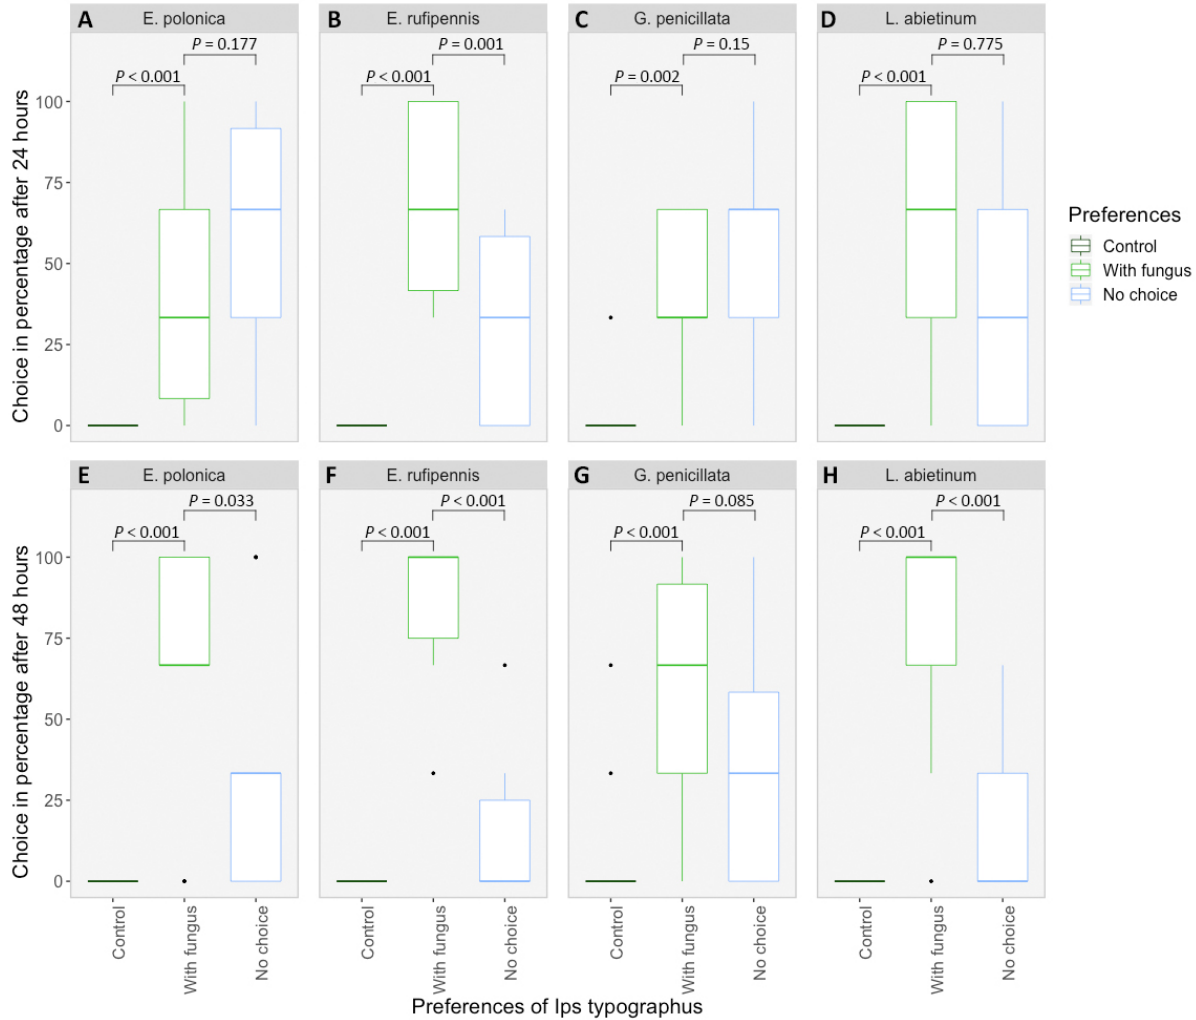 A E. polonica
B E. rufipennis
C G. penicillata
D L. abietinum
P = 0.177
P < 0.001
P = 0.001
P < 0.001
P = 0.15
P = 0.002
P = 0.775
P < 0.001
Choice in percentage after 24 hours
100
75
50
25
0
Preferences
Control
With fungus
No choice
E E. polonica
F E. rufipennis
G G. penicillata
H L. abietinum
P = 0.033
P < 0.001
P < 0.001
P < 0.001
P = 0.085
P < 0.001
P < 0.001
P < 0.001
Choice in percentage after 48 hours
100
75
50
25
0
Control
With fungus
No choice
Control
With fungus
No choice
Control
With fungus
No choice
Control
With fungus
No choice
Preferences of Ips typographus